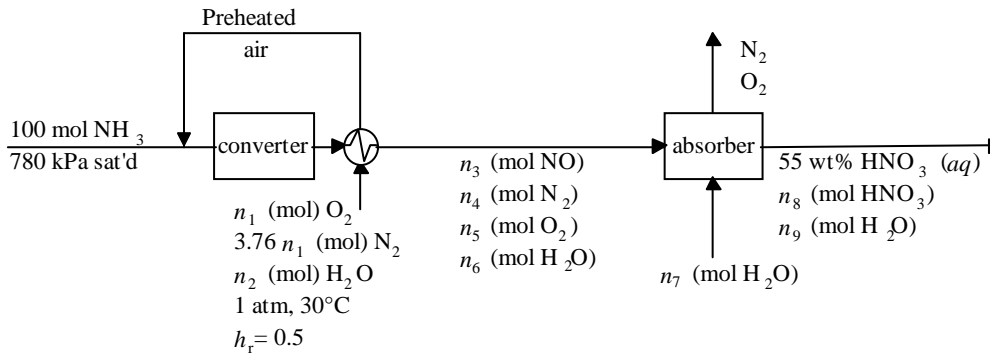 Preheated
air
N2
O2
100 mol NH3
780 kPa sat'd
converter
absorber
n3 (mol NO)
n4 (mol N2)
n5 (mol O2)
n6 (mol H2O)
55 wt% HNO3 (aq)
n8 (mol HNO3)
n9 (mol H2O)
n1 (mol) O2
3.76 n1 (mol) N2
n2 (mol) H2O
1 atm, 30°C
hr = 0.5
n7 (mol H2O)